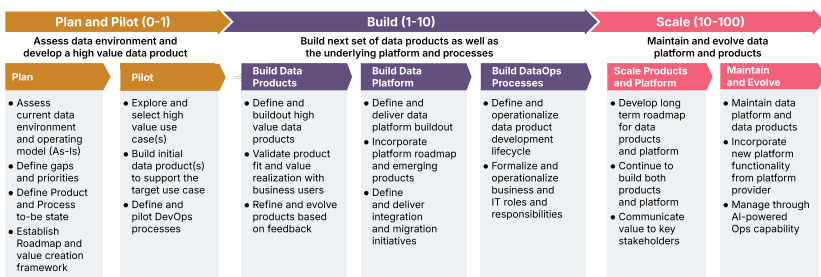 Plan and Pilot (0-1)
Build (1-10)
Scale (10-100)
Assess data environment and
develop a high value data product
Build next set of data products as well as
the underlying platform and processes
Maintain and evolve data
platform and products
Plan
● Assess
current data
environment
and operating
model (As-Is)
● Define gaps
and priorities
● Define Product
and Process
to-be state
● Establish
Roadmap and
value creation
framework
Pilot
● Explore and
select high
value use
case(s)
● Build initial
data product(s)
to support the
target use case
● Define and
pilot DevOps
processes
Build Data
Products
● Define and
buildout high
value data
products
● Validate product
fit and value
realization with
business users
● Refine and evolve
products based
on feedback
Build Data
Platform
● Define and
deliver data
platform buildout
● Incorporate
platform roadmap
and emerging
products
● Define
and deliver
integration
and migration
initiatives
Build DataOps
Processes
● Define and
operationalize
data product
development
lifecycle
● Formalize and
operationalize
business and
IT roles and
responsibilities
Scale Products
and Platform
● Develop long
term roadmap
for data
products
and platform
● Continue to
build both
products
and platform
● Communicate
value to key
stakeholders
Maintain
and Evolve
● Maintain data
platform and
data products
● Incorporate
new platform
functionality
from platform
provider
● Manage through
AI-powered
Ops capability